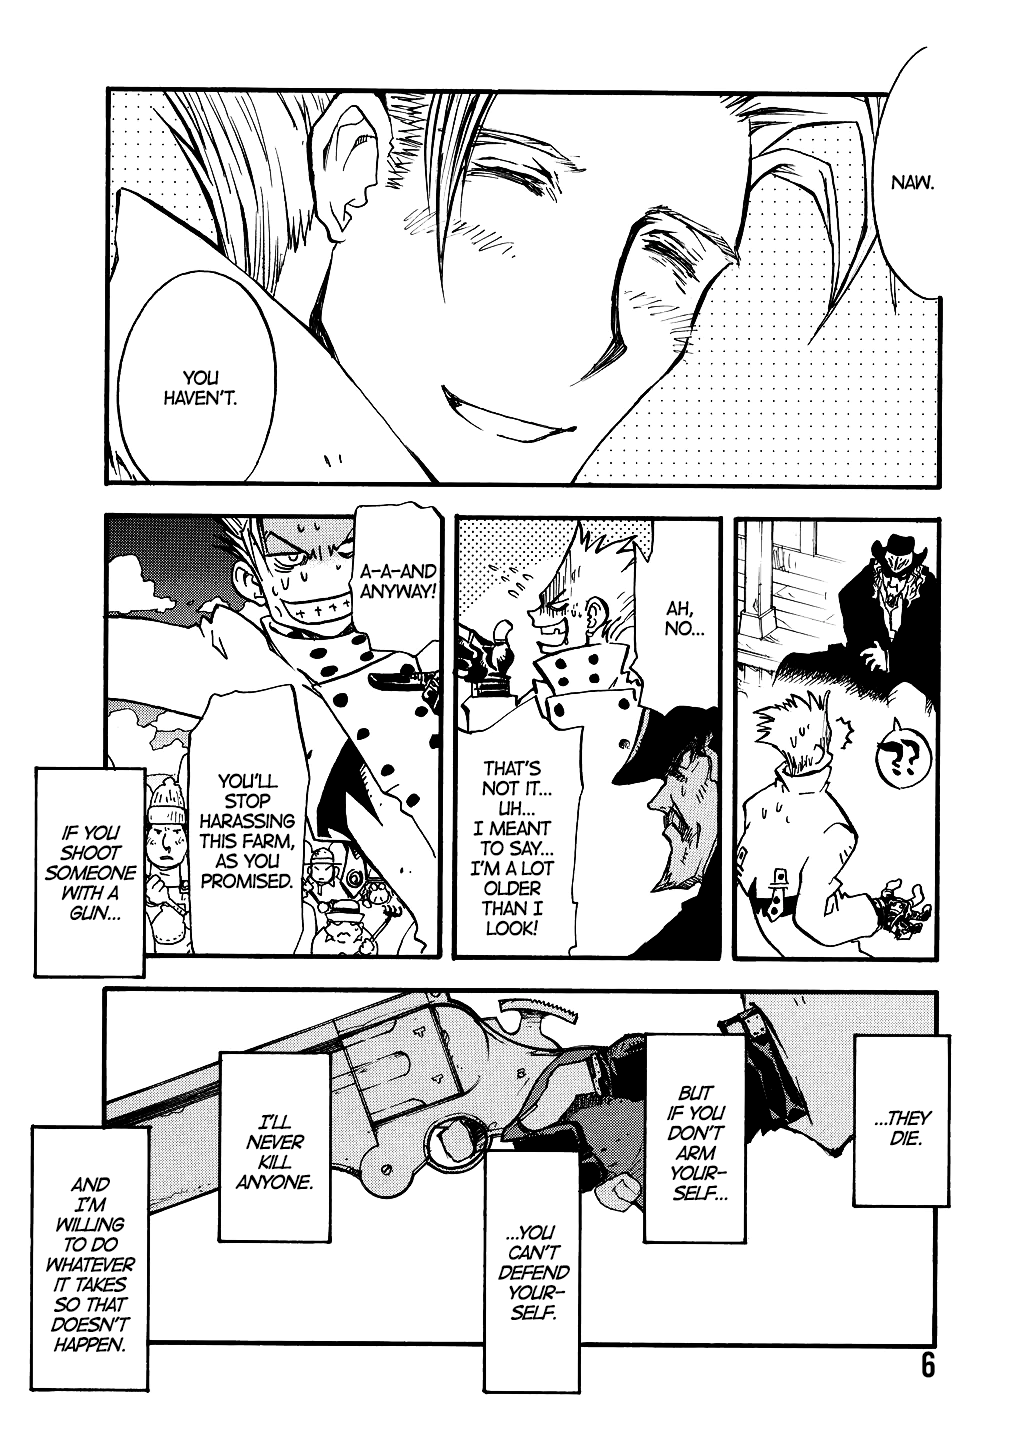 NAW.
YOU
HAVEN'T.
??
AH,
NO...
THAT'S
NOT IT...
UH...
I MEANT
TO SAY...
I'M A LOT
OLDER
THAN I
LOOK!
A-A-AND
ANYWAY!
YOU'LL
STOP
HARASSING
THIS FARM,
AS YOU
PROMISED.
IF YOU
SHOOT
SOMEONE
WITH A
GUN...
...THEY
DIE.
BUT
IF YOU
DON'T
ARM
YOUR-
SELF...
...YOU
CAN'T
DEFEND
YOUR-
SELF.
I'LL
NEVER
KILL
ANYONE.
AND
I'M
WILLING
TO DO
WHATEVER
IT TAKES
SO THAT
DOESN'T
HAPPEN.
6